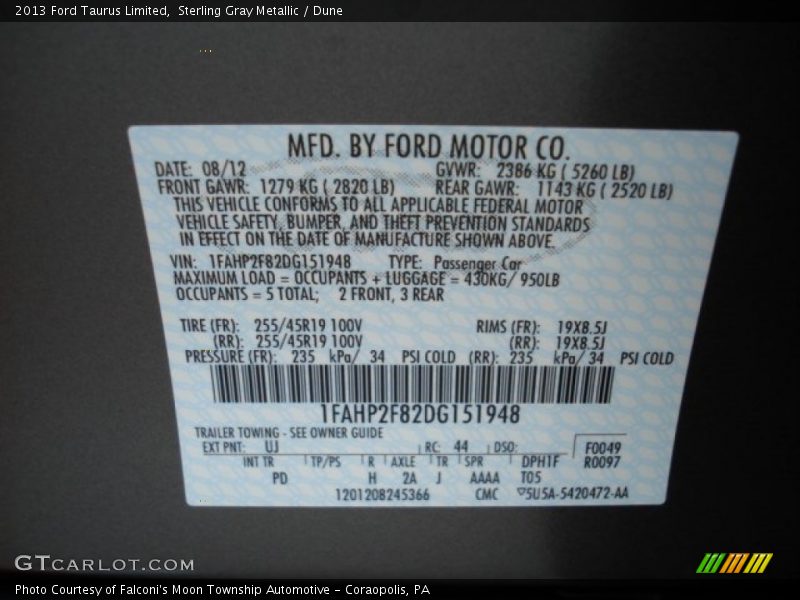 2013 Ford Taurus Limited, Sterling Gray Metallic / Dune
MFD. BY FORD MOTOR CO.
DATE: 08/12 GVWR: 2386 KG ( 5260 LB)
FRONT GAWR: 1279 KG ( 2820 LB) REAR GAWR: 1143 KG ( 2520 LB)
THIS VEHICLE CONFORMS TO ALL APPLICABLE FEDERAL MOTOR
VEHICLE SAFETY, BUMPER, AND THEFT PREVENTION STANDARDS
IN EFFECT ON THE DATE OF MANUFACTURE SHOWN ABOVE.
VIN: 1FAHP2F82DG151948 TYPE: Passenger Car
MAXIMUM LOAD = OCCUPANTS + LUGGAGE = 430KG/ 950LB
OCCUPANTS = 5 TOTAL; 2 FRONT, 3 REAR
TIRE (FR): 255/45R19 100V RIMS (FR): 19X8.5J
(RR): 255/45R19 100V (RR): 19X8.5J
PRESSURE (FR): 235 kPa/ 34 PSI COLD (RR): 235 kPa/ 34 PSI COLD
1FAHP2F82DG151948
TRAILER TOWING - SEE OWNER GUIDE
EXT PNT: UJ RC: 44 DSO: F0049
INT TR TP/PS R AXLE TR SPR DPH1F R0097
PD H 2A J AAAA T05
1201208245366 CMC 5U5A-5420472-AA
GTCARLOT.COM
Photo Courtesy of Falconi's Moon Township Automotive - Coraopolis, PA